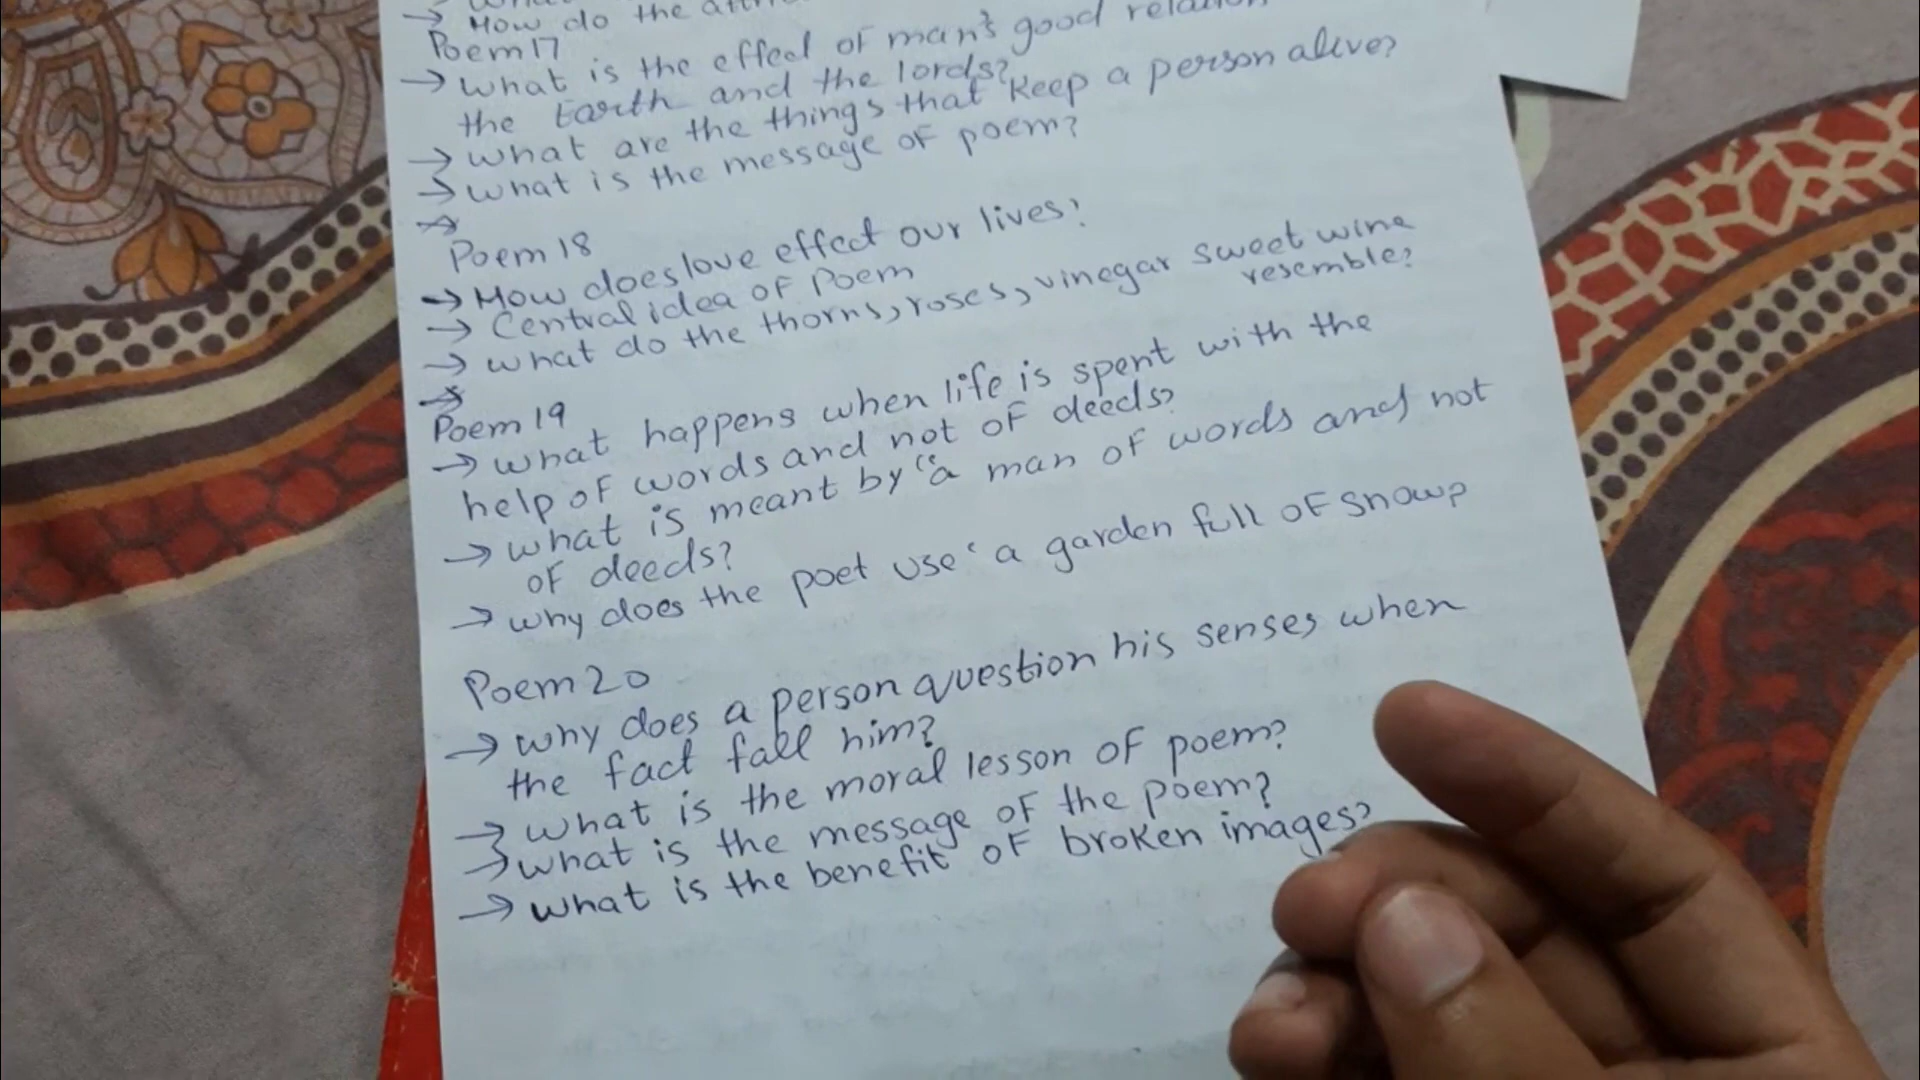 → How do the
Poem 17
→ what is the effect of man's good relation
the Earth and the lords?
→ what are the things that keep a person alive?
→ what is the message of poem?
→
Poem 18
→ How does love effect our lives?
→ Central idea of Poem
→ what do the thorns, roses, vinegar sweet wine
resemble?
→
Poem 19
→ what happens when life is spent with the
help of words and not of deeds?
→ what is meant by "a man of words and not
of deeds?
→ why does the poet use 'a garden full of snow?
Poem 20
→ why does a person question his senses when
the fact fall him?
→ what is the moral lesson of poem?
→ what is the message of the poem?
→ what is the benefit of broken images?